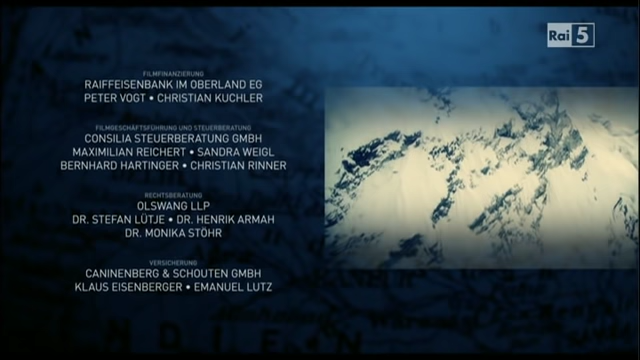 Rai 5
FILMFINANZIERUNG
RAIFFEISENBANK IM OBERLAND EG
PETER VOGT • CHRISTIAN KUCHLER
FILMGESCHÄFTSFÜHRUNG UND STEUERBERATUNG
CONSILIA STEUERBERATUNG GMBH
MAXIMILIAN REICHERT • SANDRA WEIGL
BERNHARD HARTINGER • CHRISTIAN RINNER
RECHTSBERATUNG
OLSWANG LLP
DR. STEFAN LÜTJE • DR. HENRIK ARMAH
DR. MONIKA STÖHR
VERSICHERUNG
CANINENBERG & SCHOUTEN GMBH
KLAUS EISENBERGER • EMANUEL LUTZ